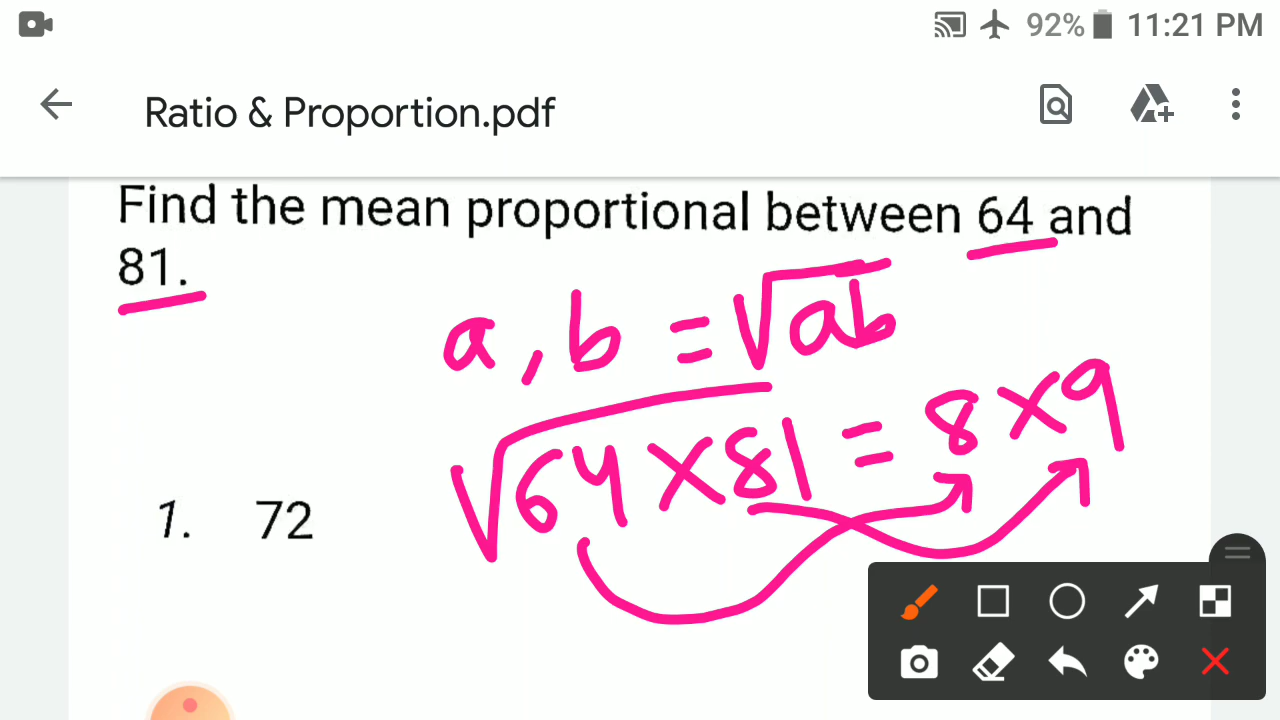 92% 11:21 PM
Ratio & Proportion.pdf
Find the mean proportional between 64 and
81.
a, b = √ab
√64×81 = 8×9
1. 72